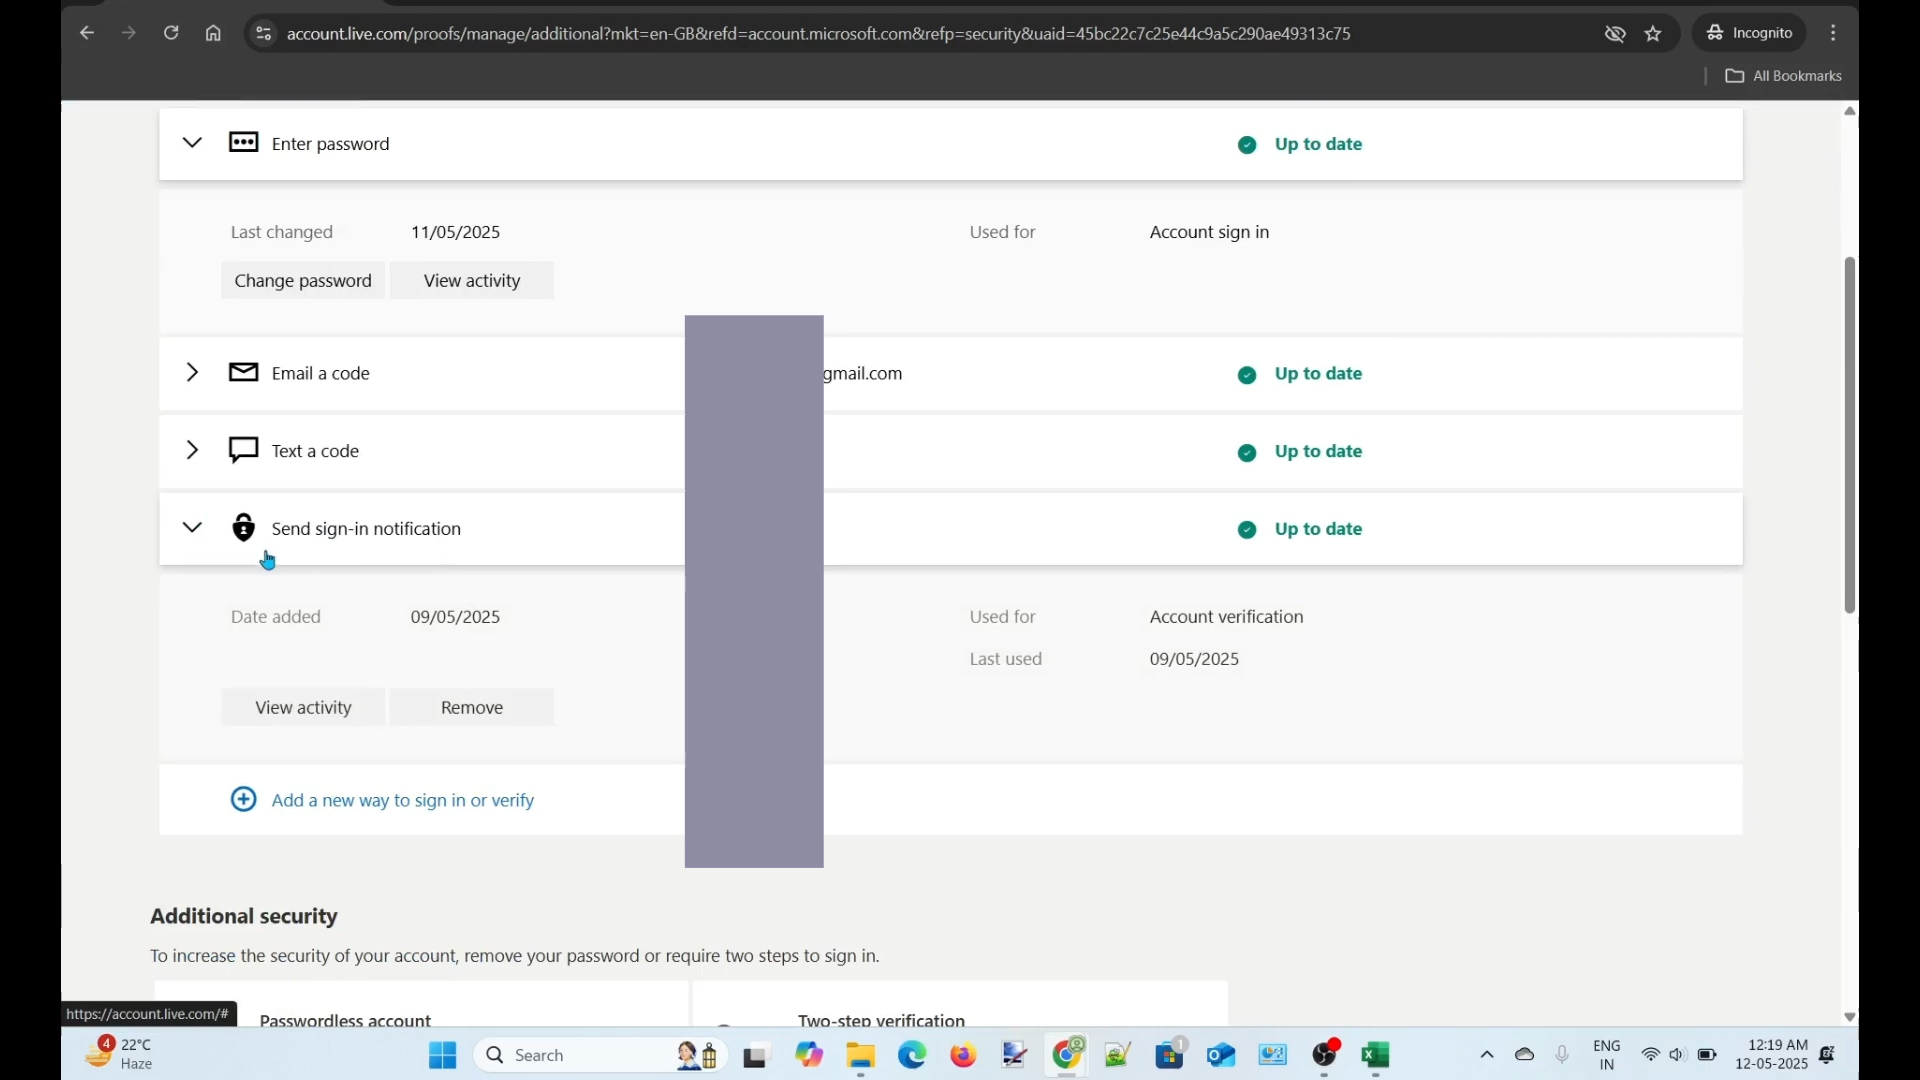 account.live.com/proofs/manage/additional?mkt=en-GB&refd=account.microsoft.com&refp=security&uaid=45bc22c7c25e44c9a5c290ae49313c75
Incognito
All Bookmarks
Enter password
Up to date
Last changed 11/05/2025 Used for Account sign in
Change password View activity
Email a code gmail.com Up to date
Text a code Up to date
Send sign-in notification Up to date
Date added 09/05/2025 Used for Account verification
Last used 09/05/2025
View activity Remove
Add a new way to sign in or verify
Additional security
To increase the security of your account, remove your password or require two steps to sign in.
Passwordless account Two-step verification
https://account.live.com/#
4 22°C
Haze
Search
1
ENG
IN
12:19 AM
12-05-2025